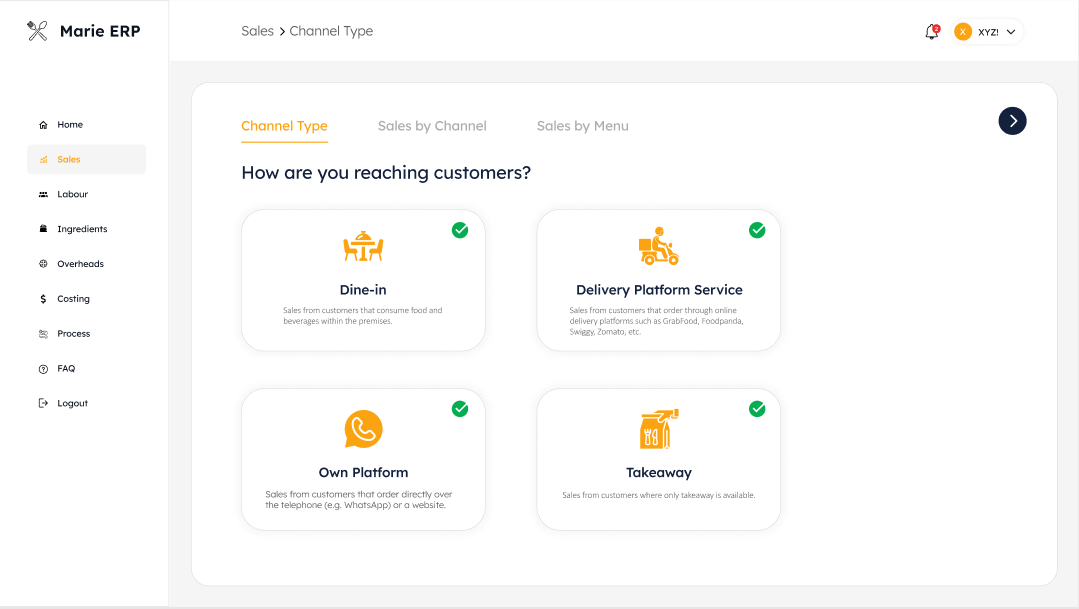 Marie ERP
Sales > Channel Type
2
X XYZ!
Home
Sales
Labour
Ingredients
Overheads
$ Costing
Process
FAQ
Logout
Channel Type
Sales by Channel
Sales by Menu
How are you reaching customers?
Dine-in
Sales from customers that consume food and
beverages within the premises.
Delivery Platform Service
Sales from customers that order through online
delivery platforms such as GrabFood, Foodpanda,
Swiggy, Zomato, etc.
Own Platform
Sales from customers that order directly over
the telephone (e.g. WhatsApp) or a website.
Takeaway
Sales from customers where only takeaway is available.